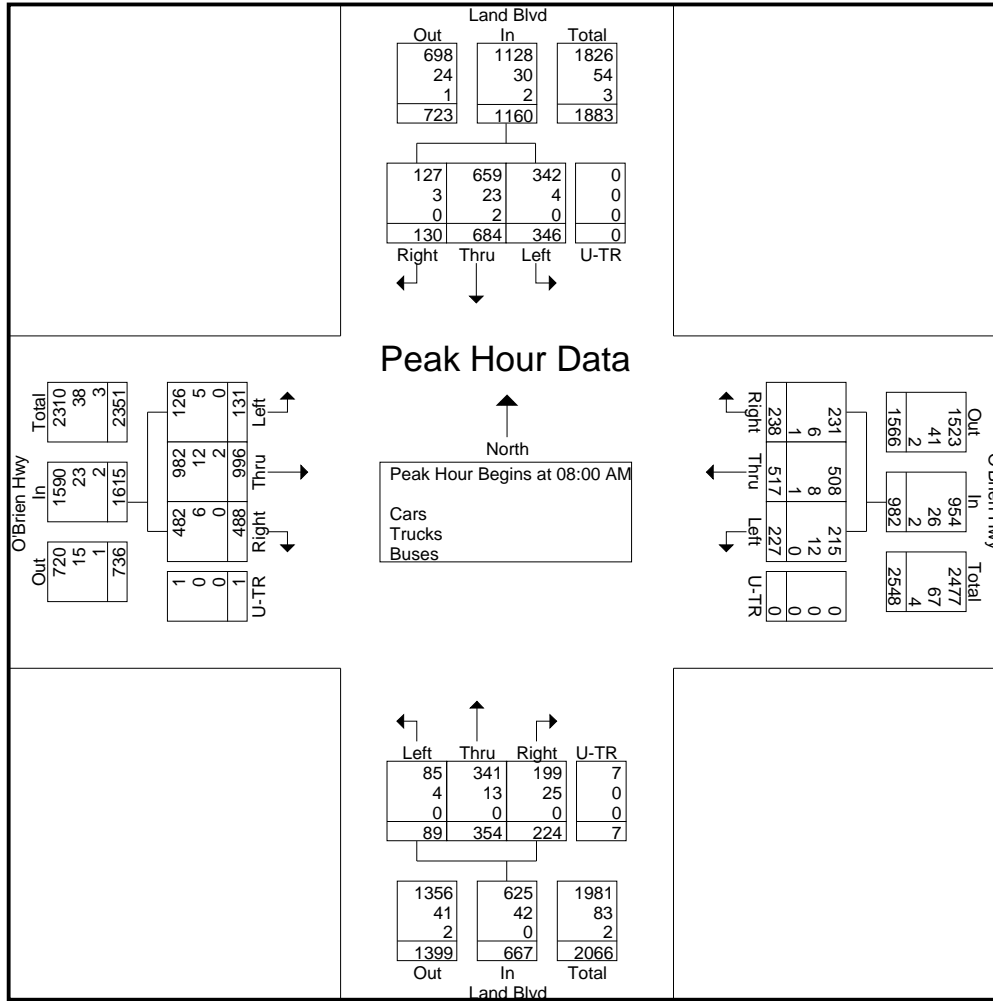 Land Blvd
Out In Total
698 1128 1826
24 30 54
1 2 3
723 1160 1883
127 659 342 0
3 23 4 0
0 2 0 0
130 684 346 0
Right Thru Left U-TR
Peak Hour Data
North
Peak Hour Begins at 08:00 AM
Cars
Trucks
Buses
O'Brien Hwy
Out In Total
720 1590 2310
15 23 38
1 2 3
736 1615 2351
U-TR Right Thru Left
1 482 982 126
0 6 12 5
0 0 2 0
1 488 996 131
O'Brien Hwy
Out In Total
1523 954 2477
41 26 67
2 2 4
1566 982 2548
Right Thru Left U-TR
231 508 215 0
6 8 12 0
1 1 0 0
238 517 227 0
Left Thru Right U-TR
85 341 199 7
4 13 25 0
0 0 0 0
89 354 224 7
1356 625 1981
41 42 83
2 0 2
1399 667 2066
Out In Total
Land Blvd